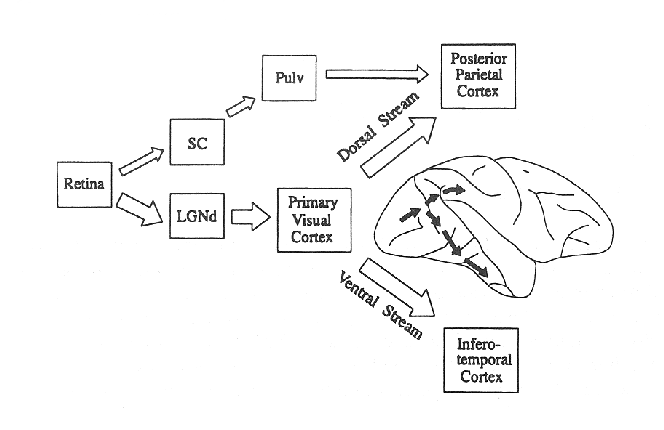 Posterior
Parietal
Cortex
Pulv
Dorsal Stream
SC
Retina
LGNd
Primary
Visual
Cortex
Ventral Stream
Infero-
temporal
Cortex